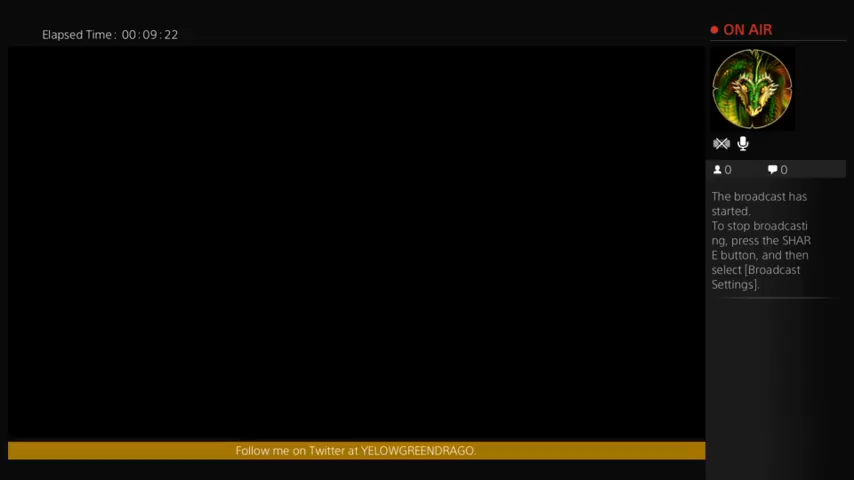 Elapsed Time: 00:09:22
ON AIR
0 0
The broadcast has
started.
To stop broadcasti
ng, press the SHAR
E button, and then
select [Broadcast
Settings].
Follow me on Twitter at YELOWGREENDRAGO.